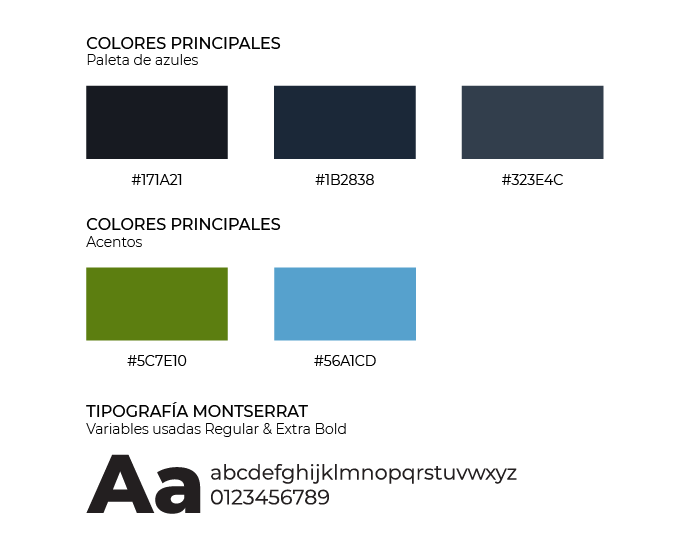 COLORES PRINCIPALES
Paleta de azules
#171A21
#1B2838
#323E4C
COLORES PRINCIPALES
Acentos
#5C7E10
#56A1CD
TIPOGRAFÍA MONTSERRAT
Variables usadas Regular & Extra Bold
Aa
abcdefghijklmnopqrstuvwxyz
0123456789